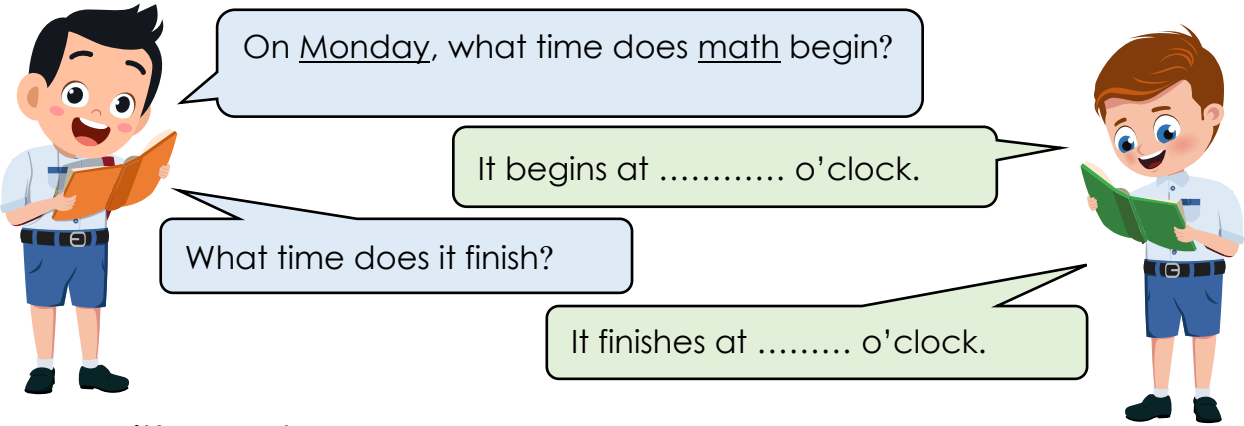 On Monday, what time does math begin?
It begins at ………… o’clock.
What time does it finish?
It finishes at ……… o’clock.